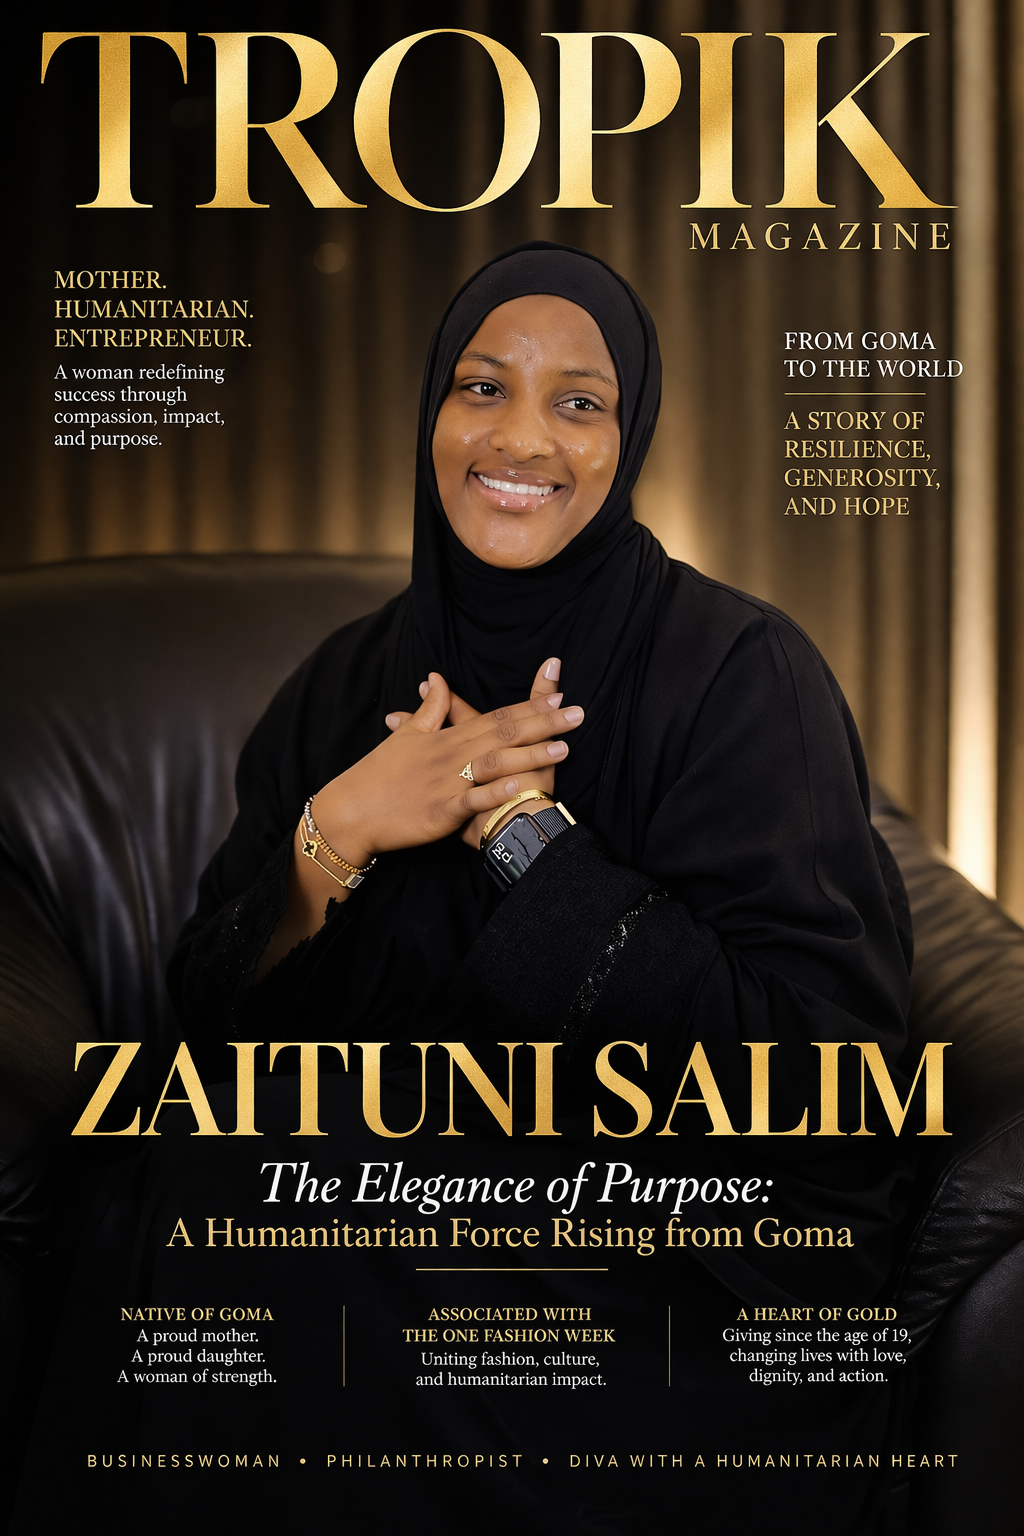 TROPIK
MAGAZINE
MOTHER.
HUMANITARIAN.
ENTREPRENEUR.
A woman redefining
success through
compassion, impact,
and purpose.
FROM GOMA
TO THE WORLD
A STORY OF
RESILIENCE,
GENEROSITY,
AND HOPE
ZAITUNI SALIM
The Elegance of Purpose:
A Humanitarian Force Rising from Goma
NATIVE OF GOMA
A proud mother.
A proud daughter.
A woman of strength.
ASSOCIATED WITH
THE ONE FASHION WEEK
Uniting fashion, culture,
and humanitarian impact.
A HEART OF GOLD
Giving since the age of 19,
changing lives with love,
dignity, and action.
BUSINESSWOMAN • PHILANTHROPIST • DIVA WITH A HUMANITARIAN HEART